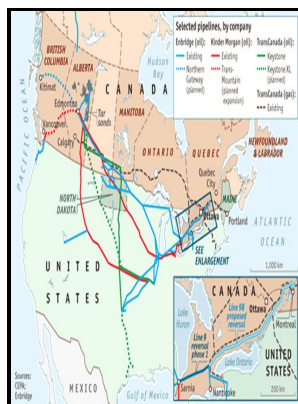 Selected pipelines, by company
Enbridge (oil):
Existing
Northern
Gateway
(planned)
Kinder Morgan (oil):
Existing
Trans-
Mountain
(planned
expansion)
TransCanada (oil):
Keystone
Keystone XL
(planned)
TransCanada (gas):
Existing
BRITISH
COLUMBIA
ALBERTA
Hudson
Bay
Kitimat
Edmonton
CANADA
Tar
sands
MANITOBA
Vancouver
Calgary
ONTARIO
QUEBEC
NEWFOUNDLAND
& LABRADOR
PACIFIC OCEAN
Quebec
City
MAINE
NORTH
DAKOTA
Ottawa
Portland
ATLANTIC
OCEAN
SEE
ENLARGEMENT
1,000 km
UNITED
STATES
MEXICO
Gulf of Mexico
Sources:
CEPA;
Enbridge
CANADA
Line 9B
proposed
reversal
Ottawa
Lake
Huron
Montreal
Line 9
reversal
phase 1
Lake Ontario
UNITED
STATES
Sarnia
Nanticoke
200 km